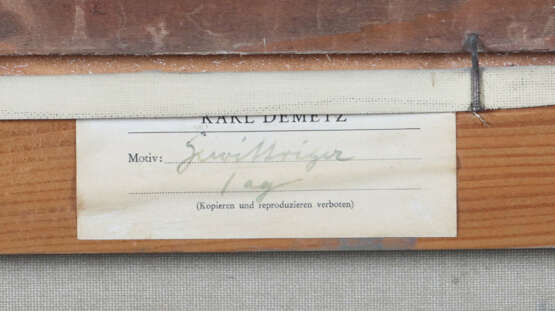 KARL DEMETZ
Motiv: Gewittriger
Tag
(Kopieren und reproduzieren verboten)